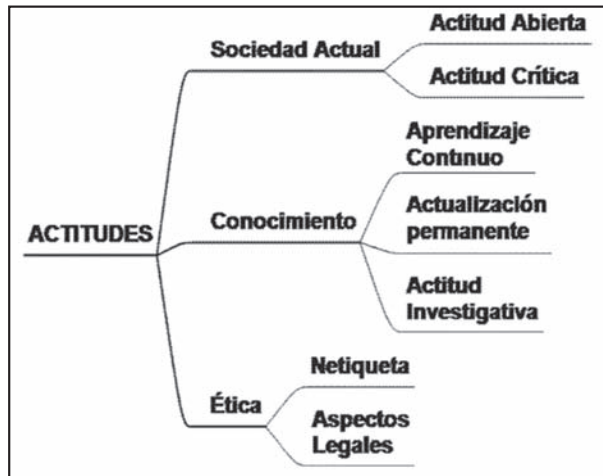 ACTITUDES
Sociedad Actual
Actitud Abierta
Actitud Crítica
Conocimiento
Aprendizaje
Continuo
Actualización
permanente
Actitud
Investigativa
Ética
Netiqueta
Aspectos
Legales